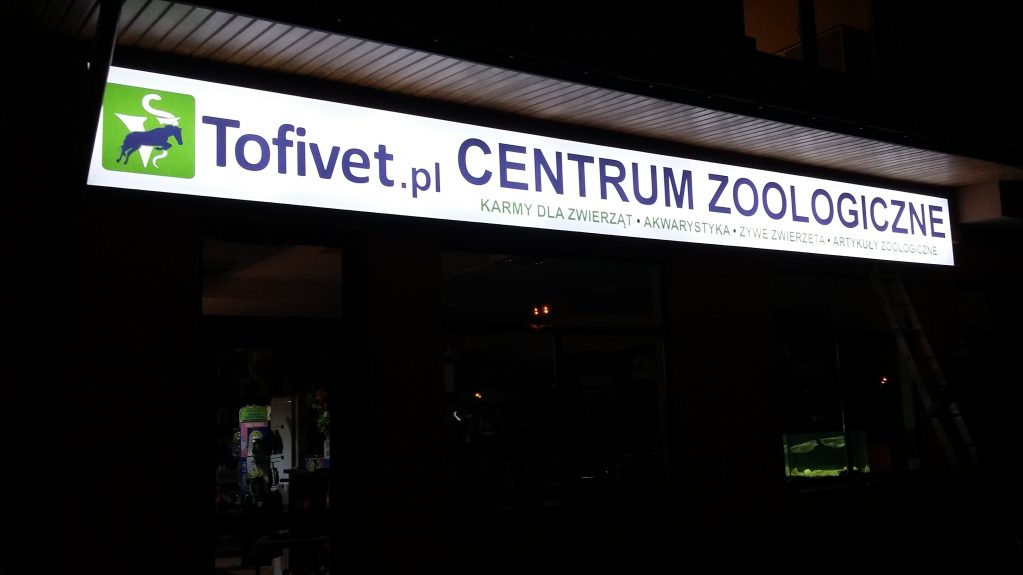 Tofivet.pl CENTRUM ZOOLOGICZNE
KARMY DLA ZWIERZĄT • AKWARYSTYKA • ŻYWE ZWIERZĘTA • ARTYKUŁY ZOOLOGICZNE